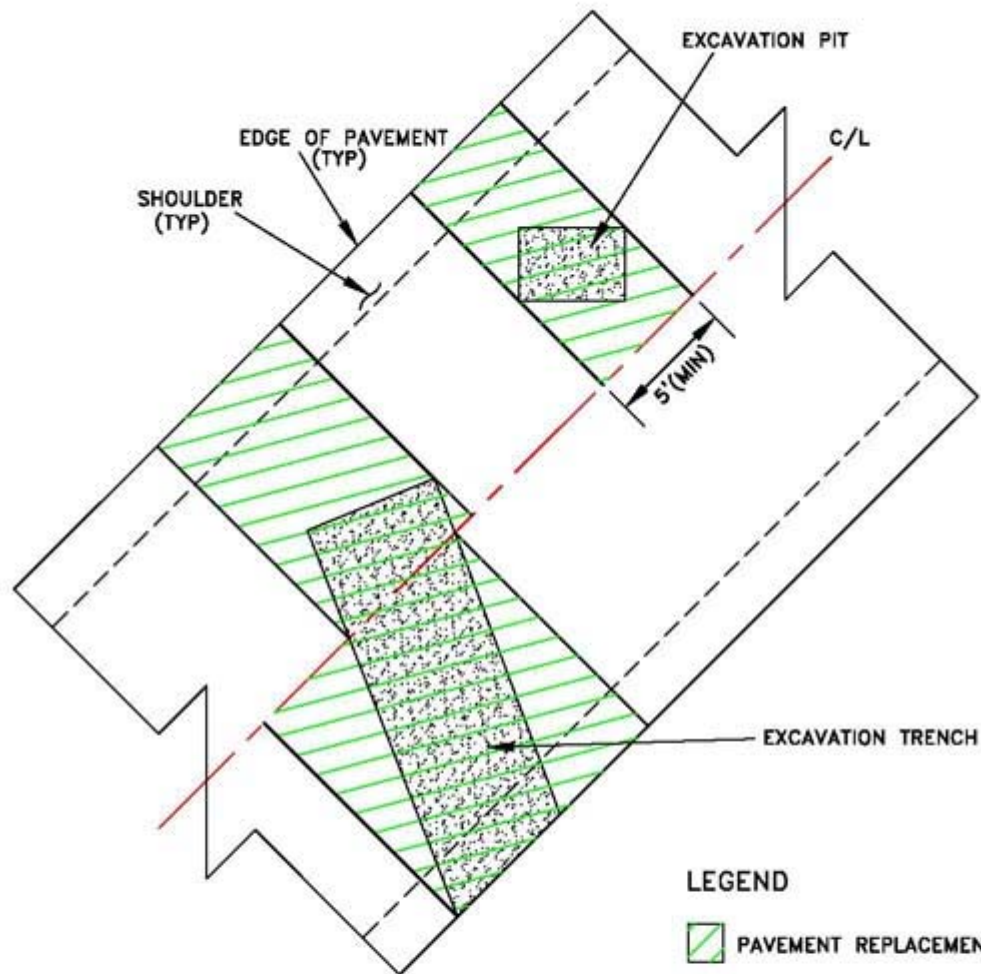 EXCAVATION PIT
EDGE OF PAVEMENT
(TYP)
C/L
SHOULDER
(TYP)
5'(MIN)
EXCAVATION TRENCH
LEGEND
PAVEMENT REPLACEMEN